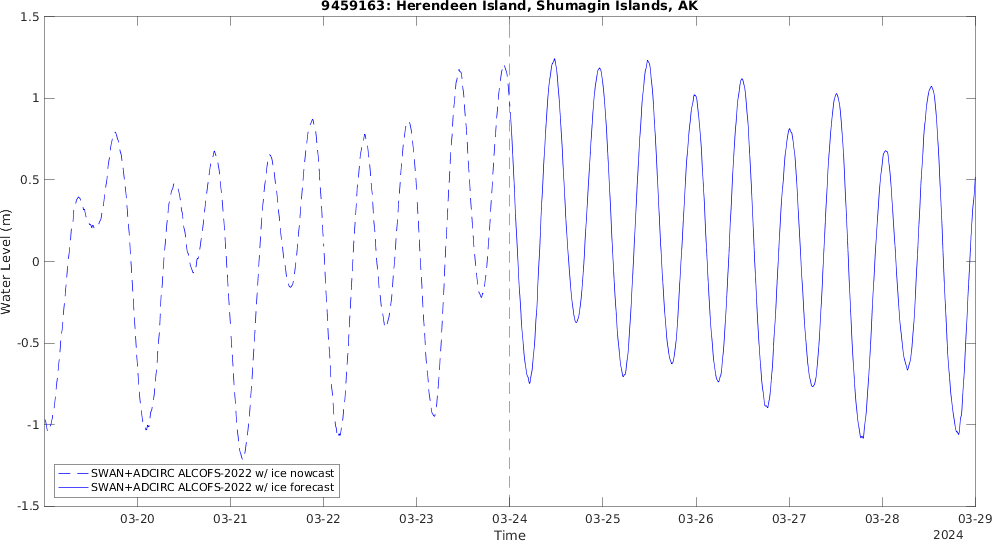 9459163: Herendeen Island, Shumagin Islands, AK
1.5
1
0.5
0
-0.5
-1
-1.5
Water Level (m)
SWAN+ADCIRC ALCOFS-2022 w/ ice nowcast
SWAN+ADCIRC ALCOFS-2022 w/ ice forecast
03-20 03-21 03-22 03-23 03-24 03-25 03-26 03-27 03-28 03-29
Time
2024